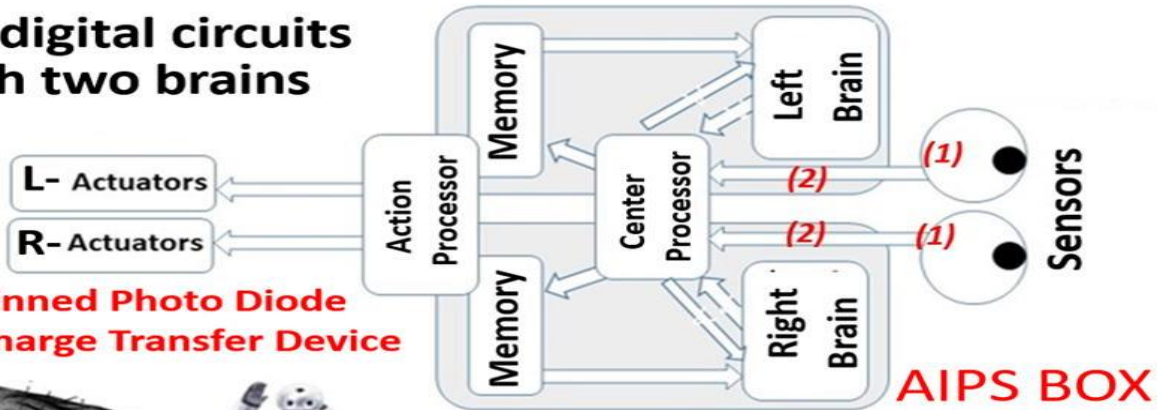 digital circuits
h two brains
L- Actuators
R- Actuators
Action
Processor
Memory
Memory
Center
Processor
Left
Brain
Right
Brain
(1)
(2)
(2)
(1)
Sensors
nned Photo Diode
harge Transfer Device
AIPS BOX